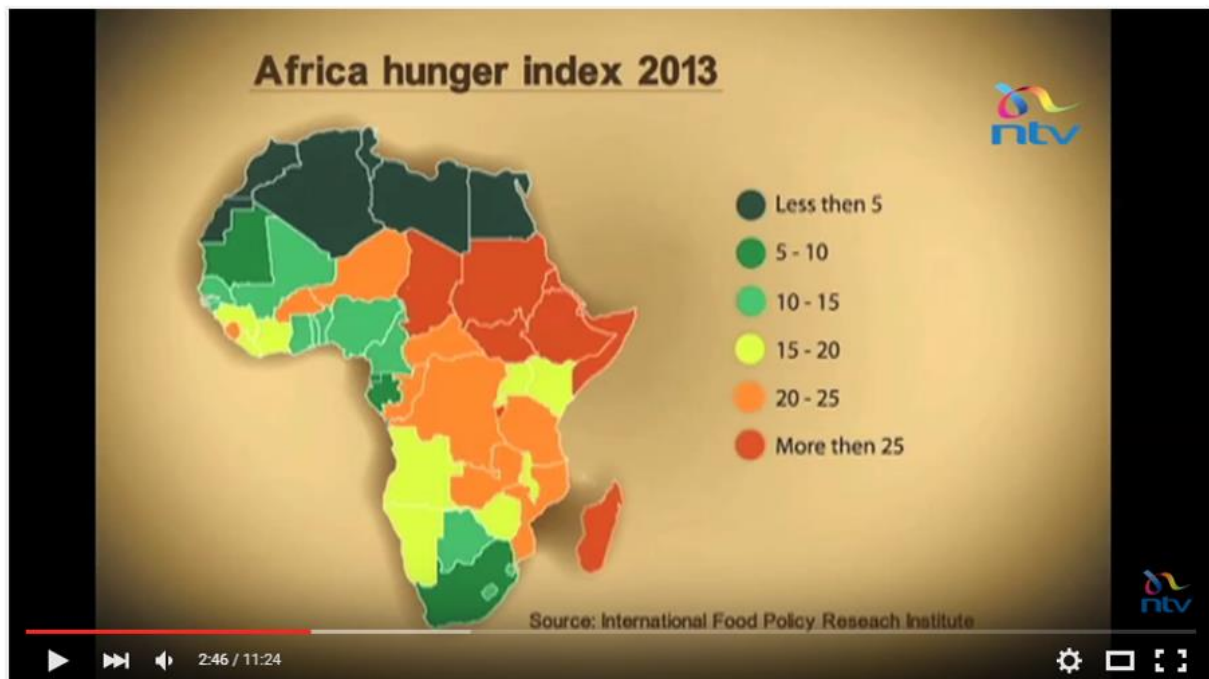 Africa hunger index 2013
ntv
Less then 5
5 - 10
10 - 15
15 - 20
20 - 25
More then 25
ntv
Source: International Food Policy Reseach Institute
2:46 / 11:24